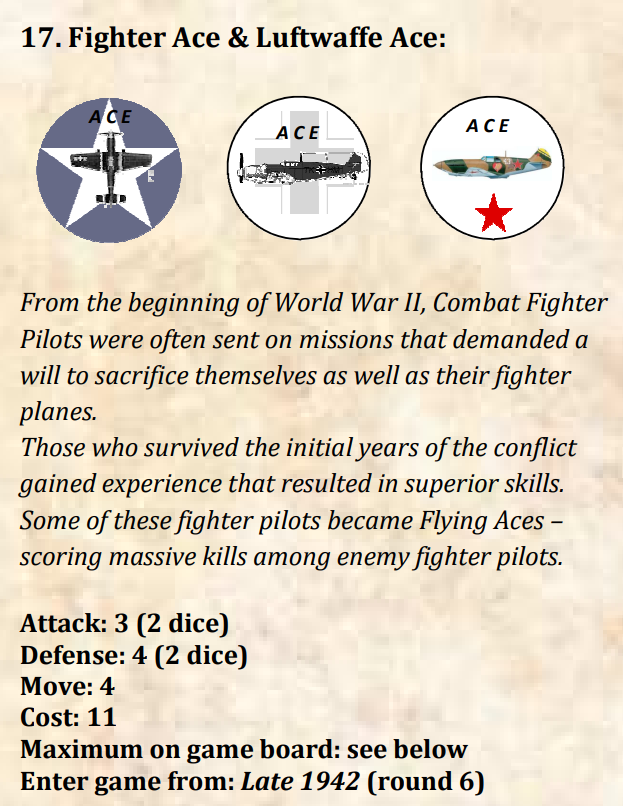 17. Fighter Ace & Luftwaffe Ace:
ACE
ACE
ACE
From the beginning of World War II, Combat Fighter
Pilots were often sent on missions that demanded a
will to sacrifice themselves as well as their fighter
planes.
Those who survived the initial years of the conflict
gained experience that resulted in superior skills.
Some of these fighter pilots became Flying Aces –
scoring massive kills among enemy fighter pilots.
Attack: 3 (2 dice)
Defense: 4 (2 dice)
Move: 4
Cost: 11
Maximum on game board: see below
Enter game from: Late 1942 (round 6)